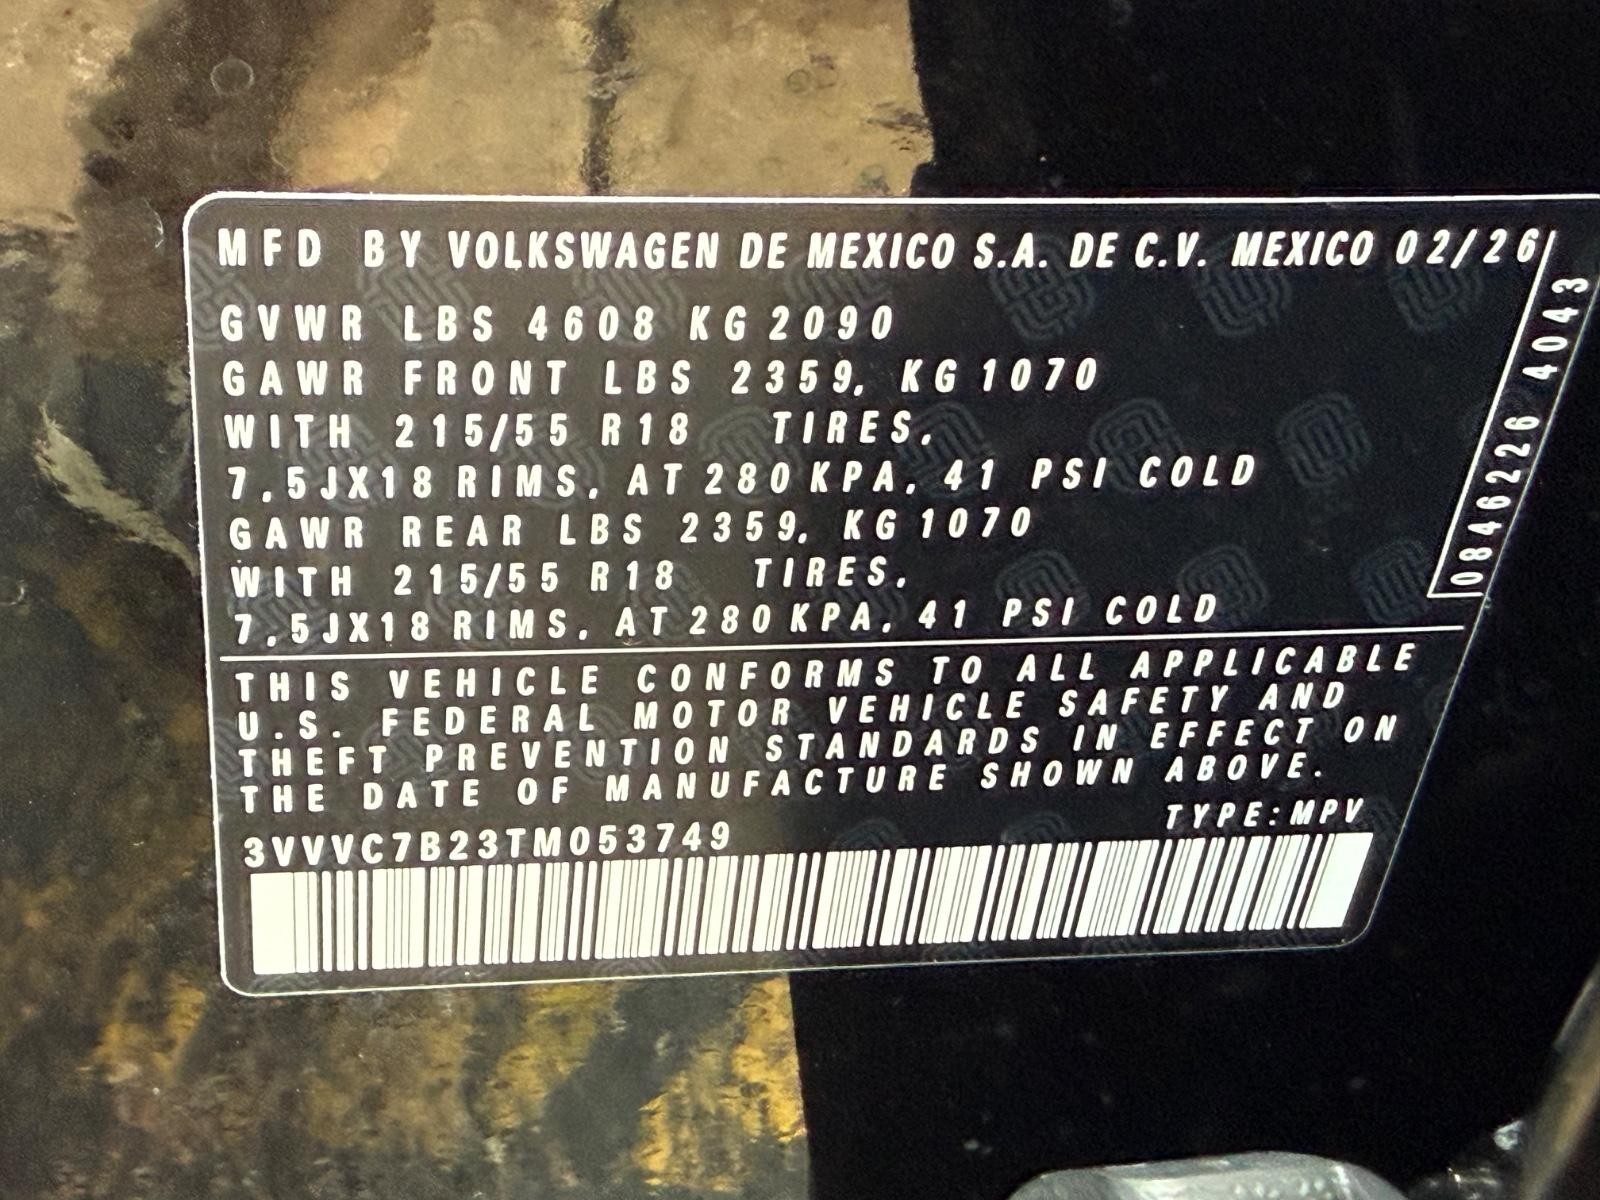 MFD BY VOLKSWAGEN DE MEXICO S.A. DE C.V. MEXICO 02/26
GVWR LBS 4608 KG 2090
GAWR FRONT LBS 2359, KG 1070
WITH 215/55 R18 TIRES,
7,5JX18 RIMS, AT 280 KPA, 41 PSI COLD
GAWR REAR LBS 2359, KG 1070
WITH 215/55 R18 TIRES,
7,5JX18 RIMS, AT 280 KPA, 41 PSI COLD
0846226 4043
THIS VEHICLE CONFORMS TO ALL APPLICABLE
U.S. FEDERAL MOTOR VEHICLE SAFETY AND
THEFT PREVENTION STANDARDS IN EFFECT ON
THE DATE OF MANUFACTURE SHOWN ABOVE.
TYPE:MPV
3VVVC7B23TM053749